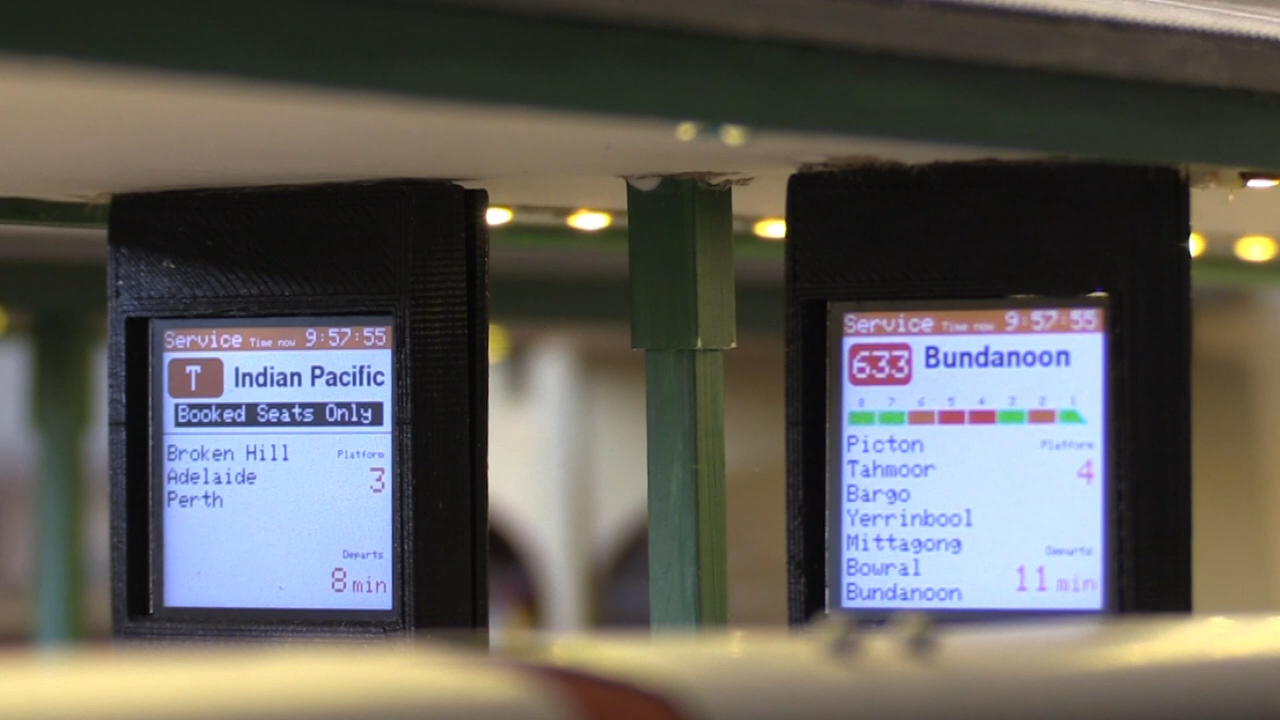 Service Time now 9:57:55
T Indian Pacific
Booked Seats Only
Broken Hill Platform
Adelaide 3
Perth
Departs
8 min
Service Time now 9:57:55
633 Bundanoon
8 7 6 5 4 3 2 1
Picton Platform
Tahmoor 4
Bargo
Yerrinbool
Mittagong Departs
Bowral 11 min
Bundanoon